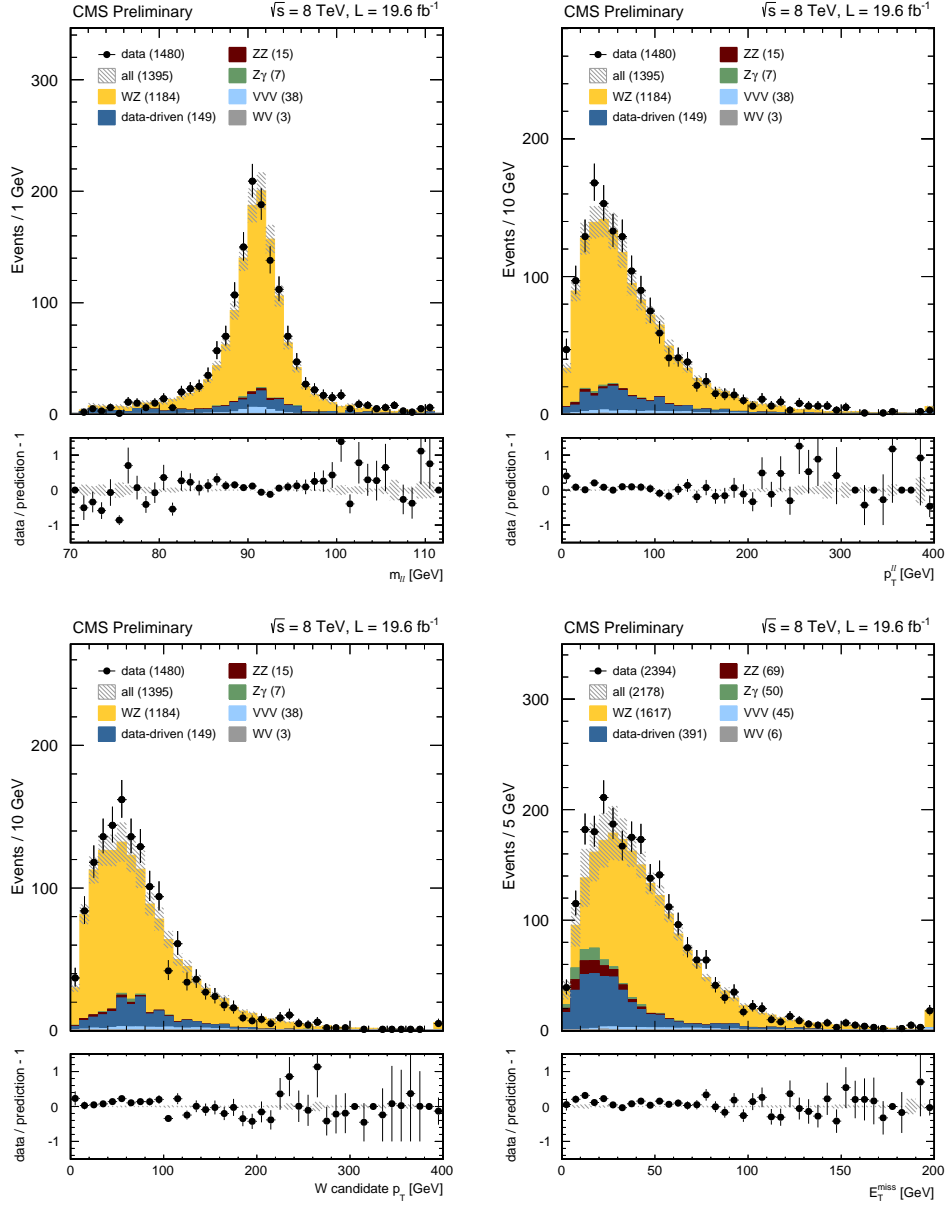 CMS Preliminary √s = 8 TeV, L = 19.6 fb⁻¹
data (1480) ZZ (15)
all (1395) Zγ (7)
WZ (1184) VVV (38)
data-driven (149) WV (3)
Events / 1 GeV
300
200
100
0
data / prediction - 1
1
0
-1
70 80 90 100 110
m_ll [GeV]
CMS Preliminary √s = 8 TeV, L = 19.6 fb⁻¹
data (1480) ZZ (15)
all (1395) Zγ (7)
WZ (1184) VVV (38)
data-driven (149) WV (3)
Events / 10 GeV
200
100
0
data / prediction - 1
1
0
-1
0 100 200 300 400
p_T^ll [GeV]
CMS Preliminary √s = 8 TeV, L = 19.6 fb⁻¹
data (1480) ZZ (15)
all (1395) Zγ (7)
WZ (1184) VVV (38)
data-driven (149) WV (3)
Events / 10 GeV
200
100
0
data / prediction - 1
1
0
-1
0 100 200 300 400
W candidate p_T [GeV]
CMS Preliminary √s = 8 TeV, L = 19.6 fb⁻¹
data (2394) ZZ (69)
all (2178) Zγ (50)
WZ (1617) VVV (45)
data-driven (391) WV (6)
Events / 5 GeV
300
200
100
0
data / prediction - 1
1
0
-1
0 50 100 150 200
E_T^miss [GeV]